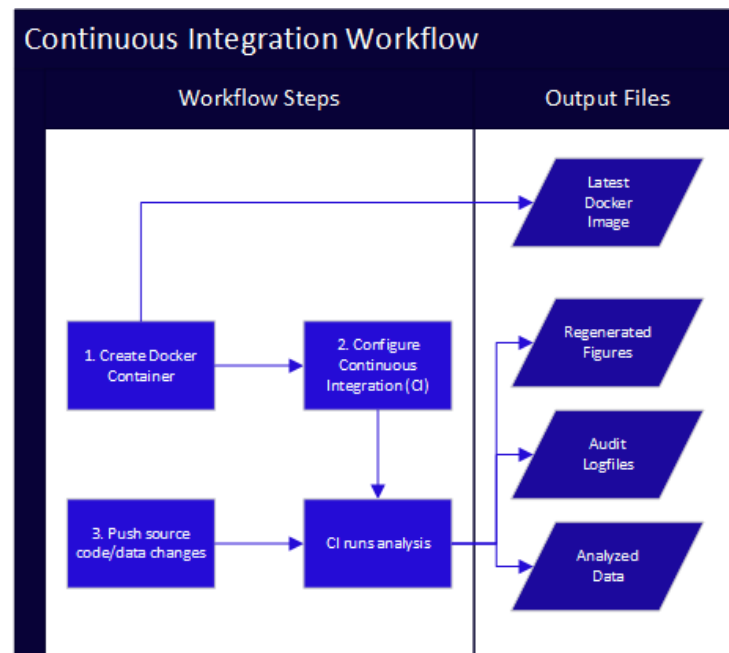 Continuous Integration Workflow
Workflow Steps
Output Files
Latest
Docker
Image
1. Create Docker
Container
2. Configure
Continuous
Integration (CI)
Regenerated
Figures
Audit
Logfiles
3. Push source
code/data changes
CI runs analysis
Analyzed
Data